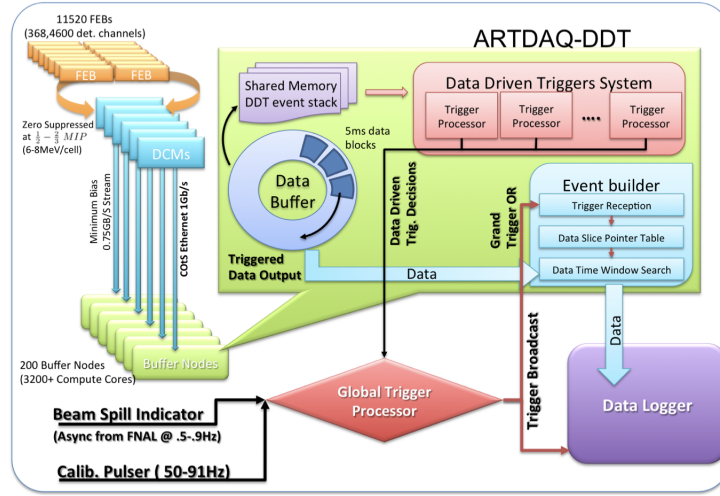 11520 FEBs
(368,4600 det. channels)
FEB FEB
Zero Suppressed
at 1/2 − 2/3 MIP
(6-8MeV/cell)
DCMs
Minimum Bias
0.75GB/S Stream
COtS Ethernet 1Gb/s
200 Buffer Nodes
(3200+ Compute Cores)
Buffer Nodes
ARTDAQ-DDT
Shared Memory
DDT event stack
Data Driven Triggers System
Trigger
Processor
Trigger
Processor
....
Trigger
Processor
5ms data
blocks
Data
Buffer
Triggered
Data Output
Data Driven
Trig. Decisions
Grand
Trigger OR
Event builder
Trigger Reception
Data Slice Pointer Table
Data Time Window Search
Data
Data
Global Trigger
Processor
Trigger Broadcast
Data Logger
Beam Spill Indicator
(Async from FNAL @ .5-.9Hz)
Calib. Pulser ( 50-91Hz)